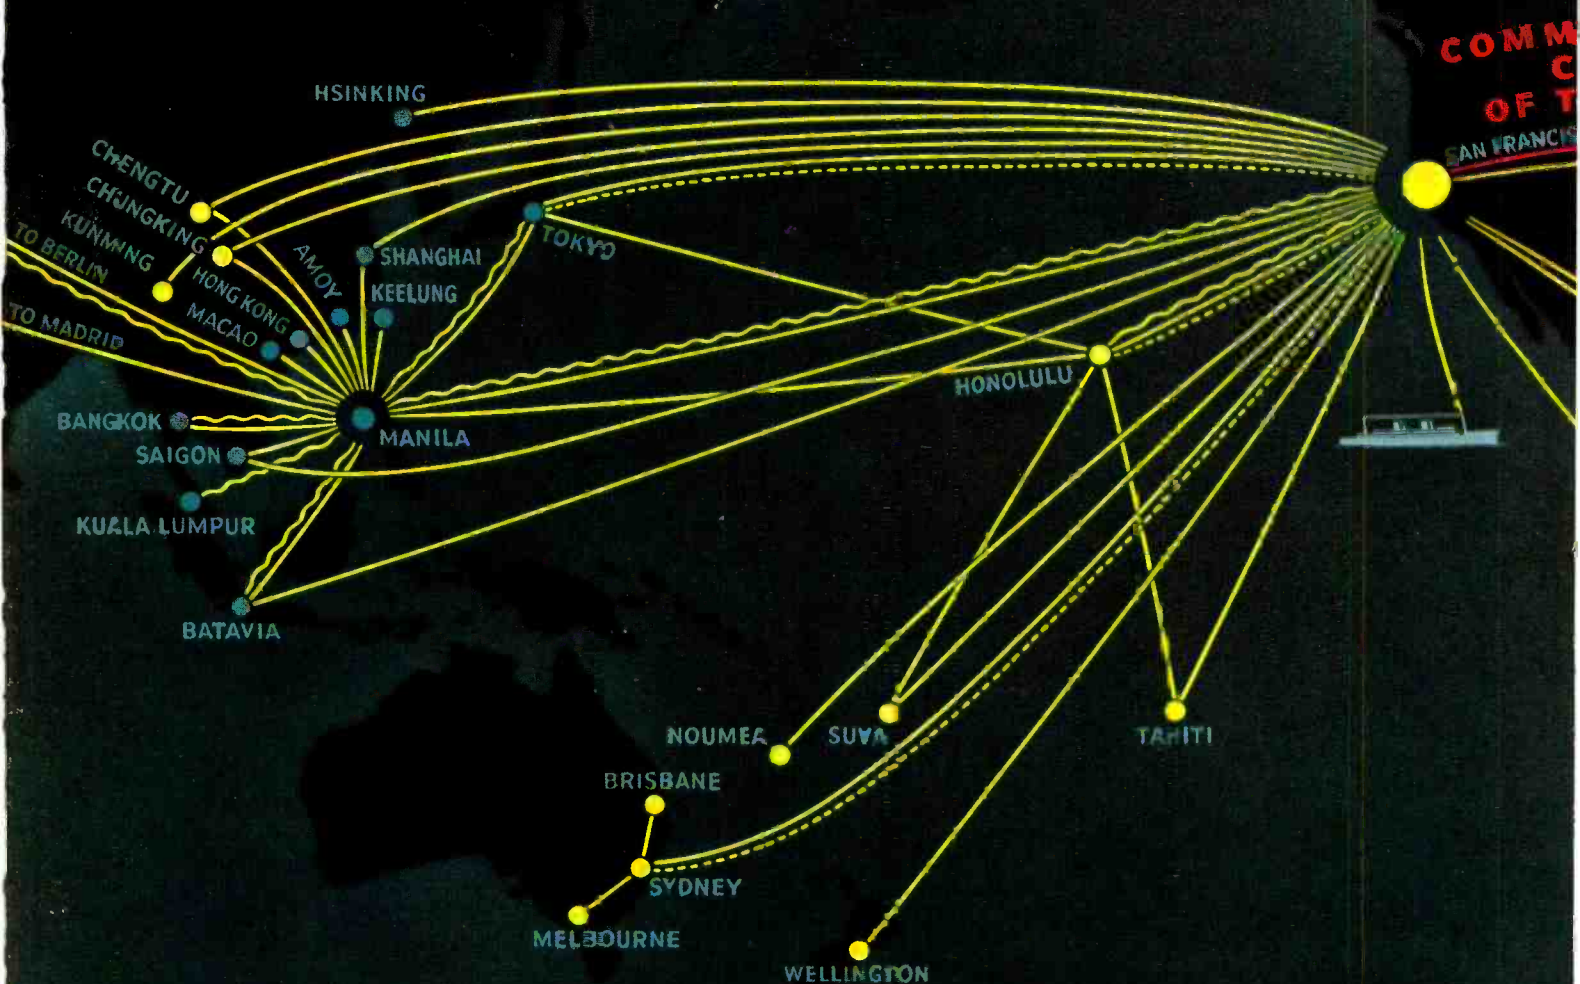 COMM
C
OF T
SAN FRANCIS
HSINKING
CHENGTU
CHUNGKING
KUNMING
TO BERLIN
TO MADRID
AMOY
HONG KONG
MACAO
SHANGHAI
KEELUNG
TOKYO
BANGKOK
SAIGON
MANILA
KUALA LUMPUR
BATAVIA
HONOLULU
NOUMEA
SUVA
TAHITI
BRISBANE
SYDNEY
MELBOURNE
WELLINGTON